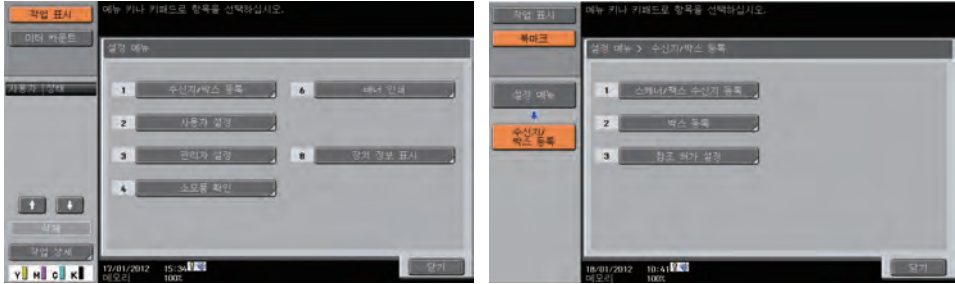 작업 표시
메뉴 키나 키패드로 항목을 선택하십시오.
미터 카운트
설정 메뉴
사용자 상태
1 수신지/박스 등록
6 배너 인쇄
2 사용자 설정
3 관리자 설정
8 장치 정보 표시
4 소모품 확인
삭제
작업 상세
Y M C K
17/01/2012 15:34
메모리 100%
닫기
작업 표시
메뉴 키나 키패드로 항목을 선택하십시오.
북마크
설정 메뉴 > 수신지/박스 등록
설정 메뉴
수신지/
박스 등록
1 스캐너/팩스 수신지 등록
2 박스 등록
3 참조 허가 설정
18/01/2012 10:41
메모리 100%
닫기